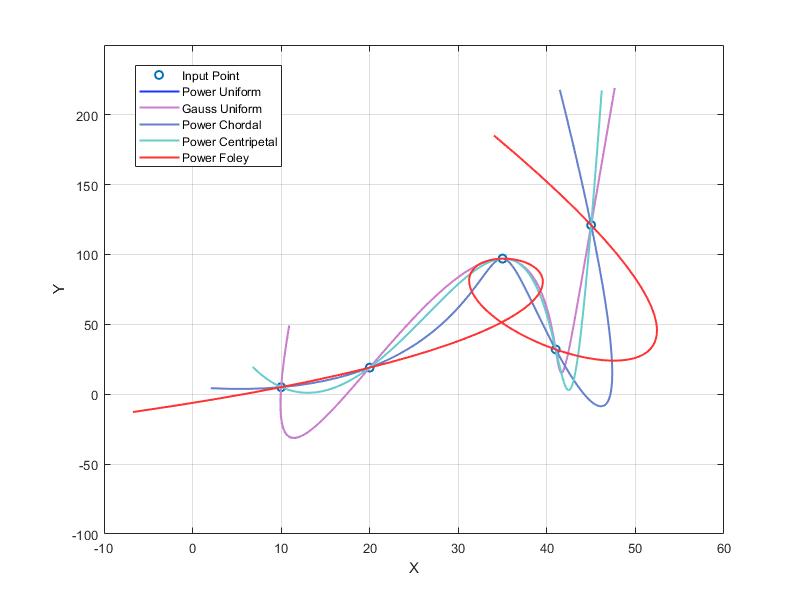 Input Point
Power Uniform
Gauss Uniform
Power Chordal
Power Centripetal
Power Foley
200
150
100
50
0
-50
-100
Y
-10 0 10 20 30 40 50 60
X